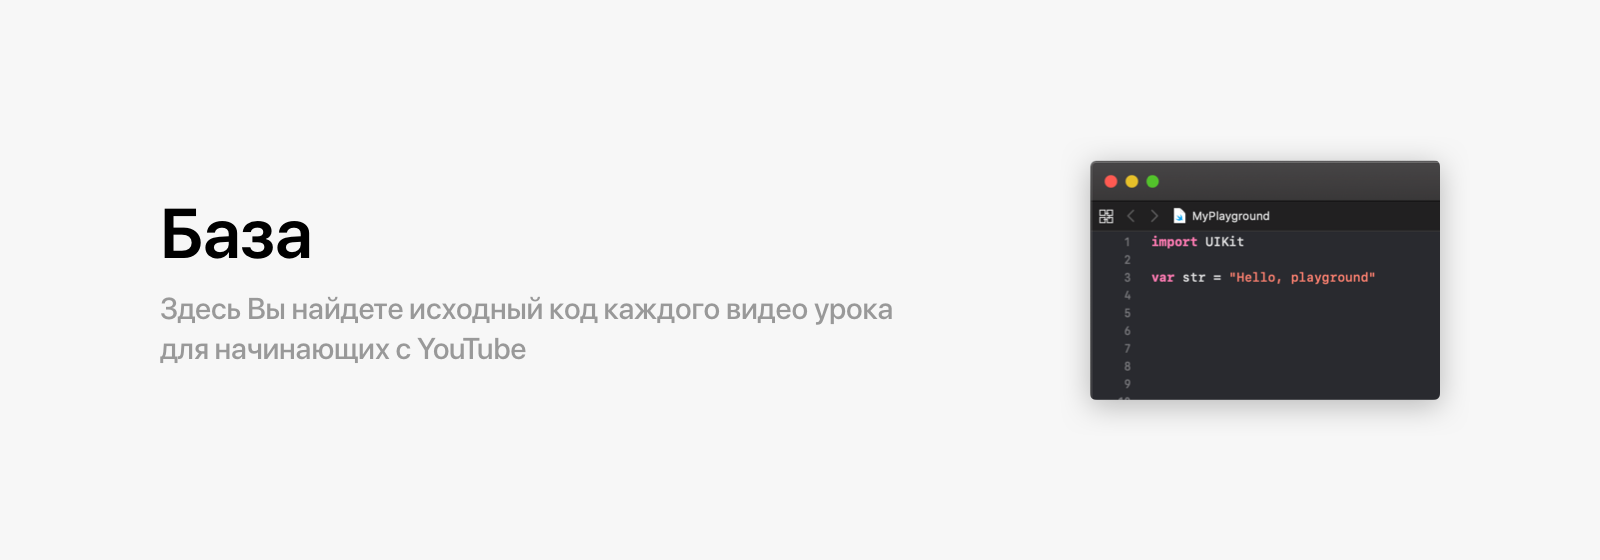 База
Здесь Вы найдете исходный код каждого видео урока
для начинающих с YouTube
MyPlayground
1 import UIKit
2
3 var str = "Hello, playground"
4
5
6
7
8
9